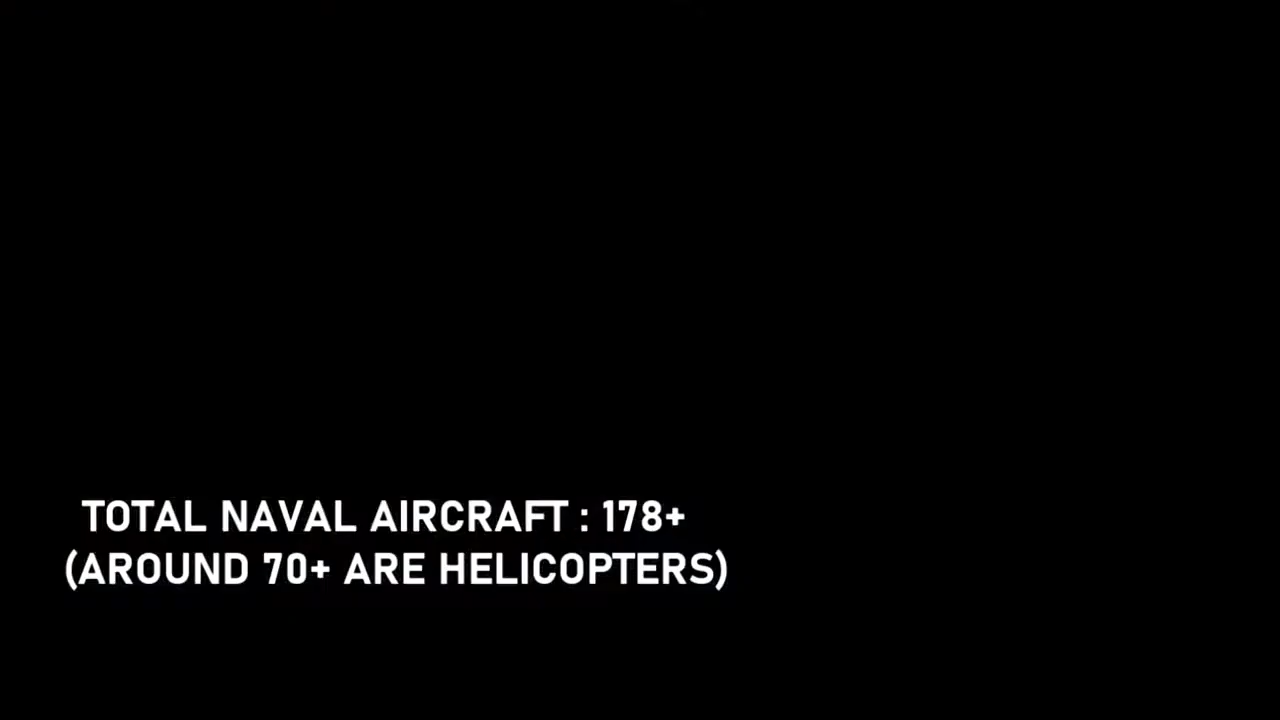 TOTAL NAVAL AIRCRAFT : 178+
(AROUND 70+ ARE HELICOPTERS)